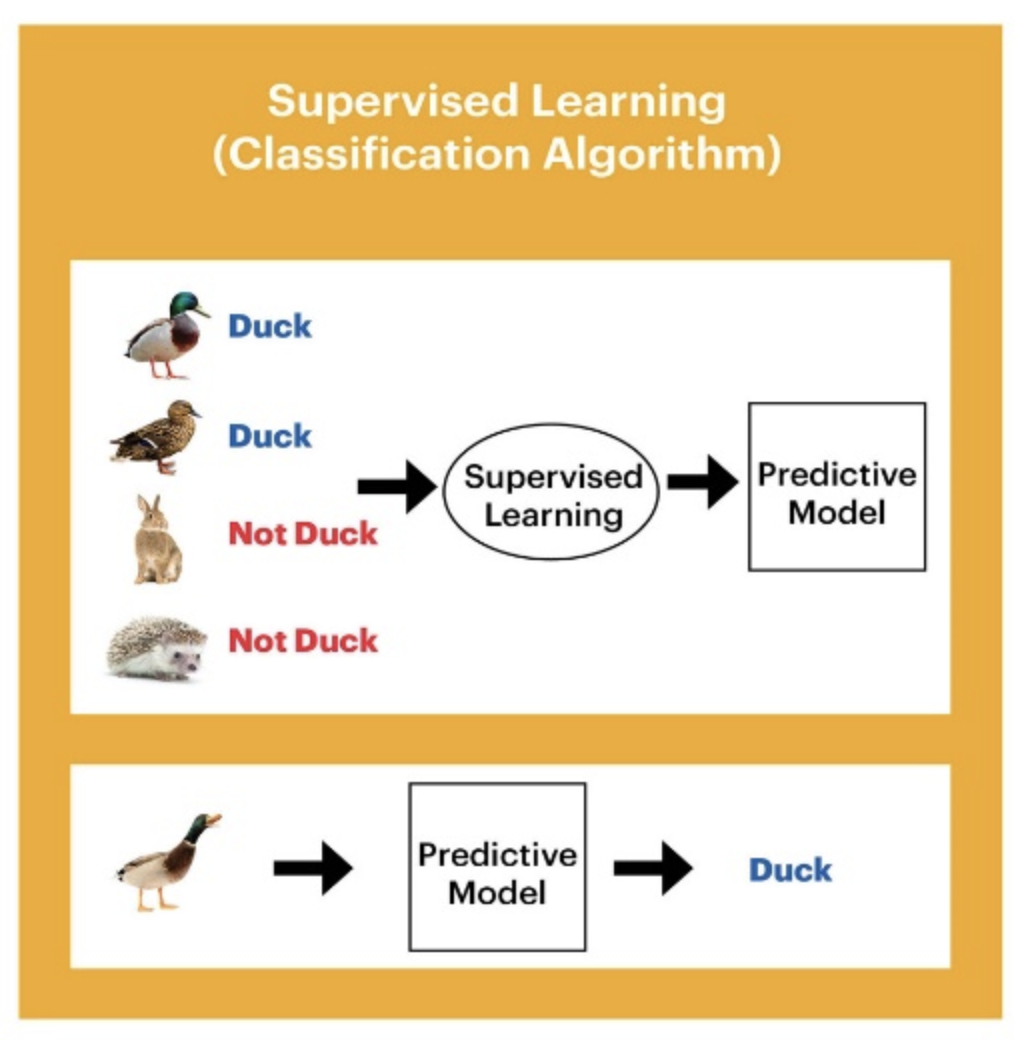 Supervised Learning
(Classification Algorithm)
Duck
Duck
Not Duck
Not Duck
Supervised
Learning
Predictive
Model
Predictive
Model
Duck